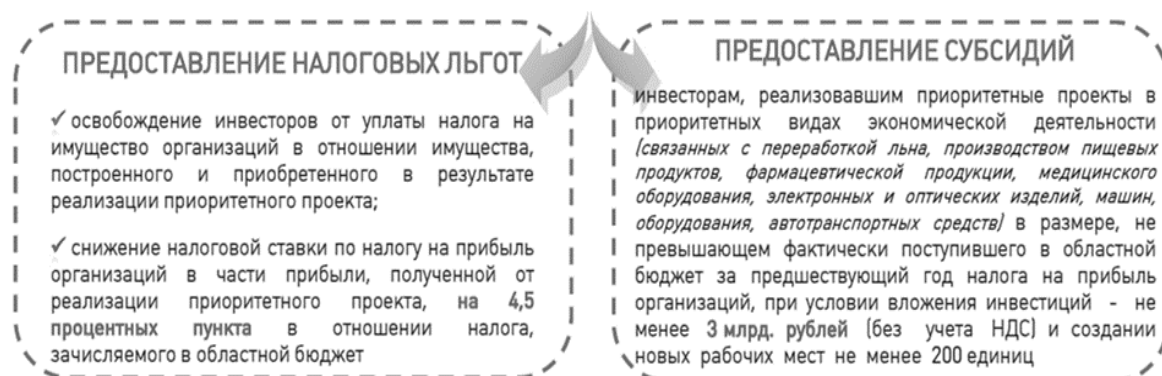 ПРЕДОСТАВЛЕНИЕ НАЛОГОВЫХ ЛЬГОТ
✓ освобождение инвесторов от уплаты налога на
имущество организаций в отношении имущества,
построенного и приобретенного в результате
реализации приоритетного проекта;
✓ снижение налоговой ставки по налогу на прибыль
организаций в части прибыли, полученной от
реализации приоритетного проекта, на 4,5
процентных пункта в отношении налога,
зачисляемого в областной бюджет
ПРЕДОСТАВЛЕНИЕ СУБСИДИЙ
инвесторам, реализовавшим приоритетные проекты в
приоритетных видах экономической деятельности
(связанных с переработкой льна, производством пищевых
продуктов, фармацевтической продукции, медицинского
оборудования, электронных и оптических изделий, машин,
оборудования, автотранспортных средств) в размере, не
превышающем фактически поступившего в областной
бюджет за предшествующий год налога на прибыль
организаций, при условии вложения инвестиций - не
менее 3 млрд. рублей (без учета НДС) и создании
новых рабочих мест не менее 200 единиц